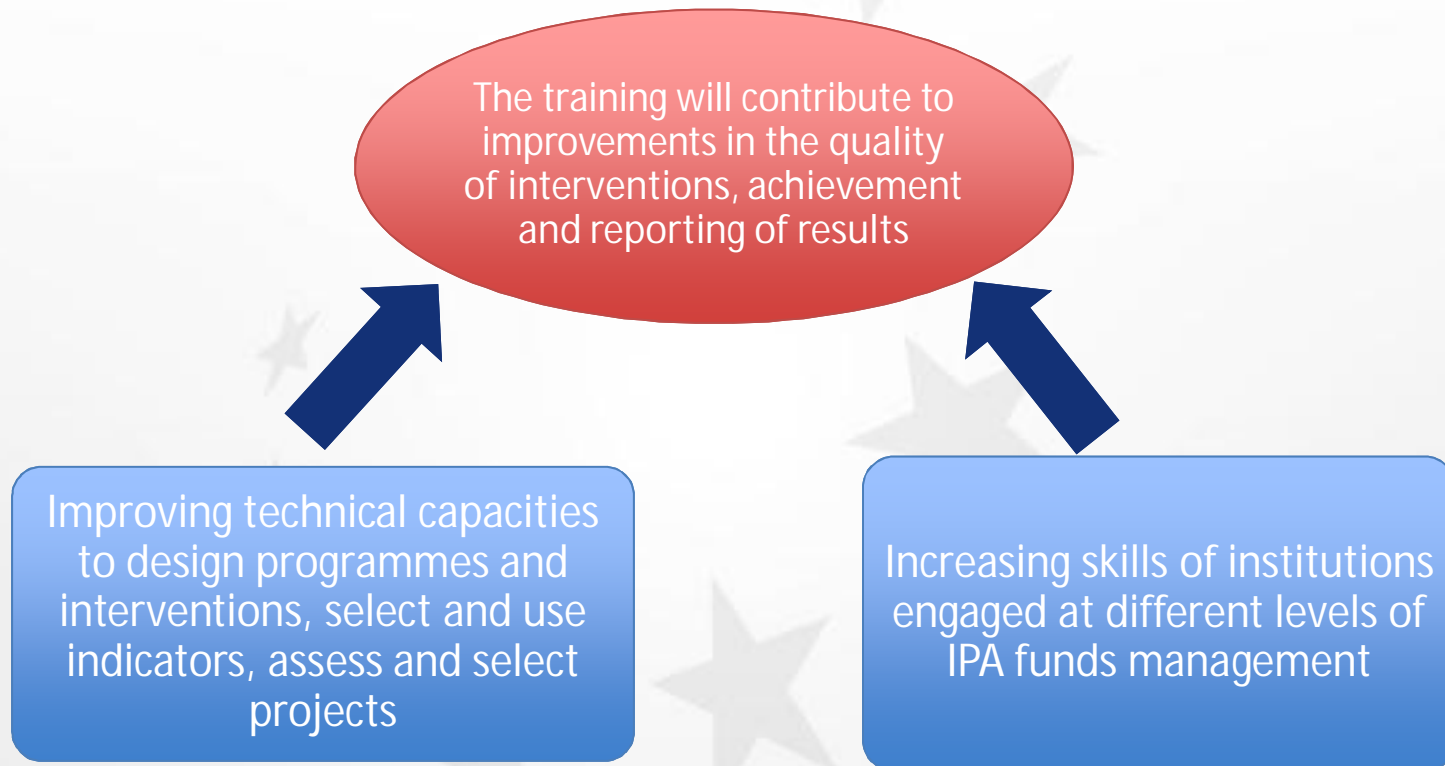 The training will contribute to
improvements in the quality
of interventions, achievement
and reporting of results
Improving technical capacities
to design programmes and
interventions, select and use
indicators, assess and select
projects
Increasing skills of institutions
engaged at different levels of
IPA funds management